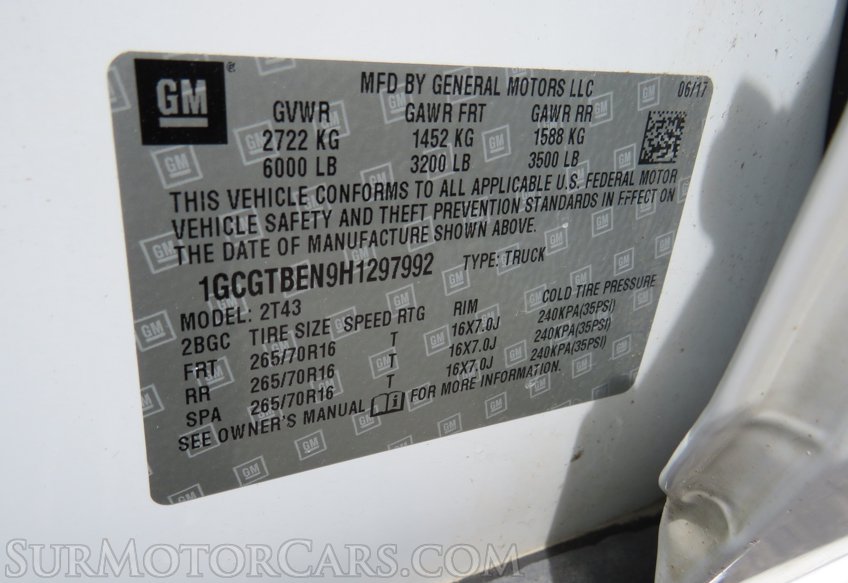 GM ® MFD BY GENERAL MOTORS LLC 06/17
GVWR GAWR FRT GAWR RR
2722 KG 1452 KG 1588 KG
6000 LB 3200 LB 3500 LB
THIS VEHICLE CONFORMS TO ALL APPLICABLE U.S. FEDERAL MOTOR
VEHICLE SAFETY AND THEFT PREVENTION STANDARDS IN EFFECT ON
THE DATE OF MANUFACTURE SHOWN ABOVE.
1GCGTBEN9H1297992 TYPE: TRUCK
MODEL: 2T43
2BGC TIRE SIZE SPEED RTG RIM COLD TIRE PRESSURE
FRT 265/70R16 T 16X7.0J 240KPA(35PSI)
RR 265/70R16 T 16X7.0J 240KPA(35PSI)
SPA 265/70R16 T 16X7.0J 240KPA(35PSI)
SEE OWNER'S MANUAL FOR MORE INFORMATION.
SURMOTORCARS.COM